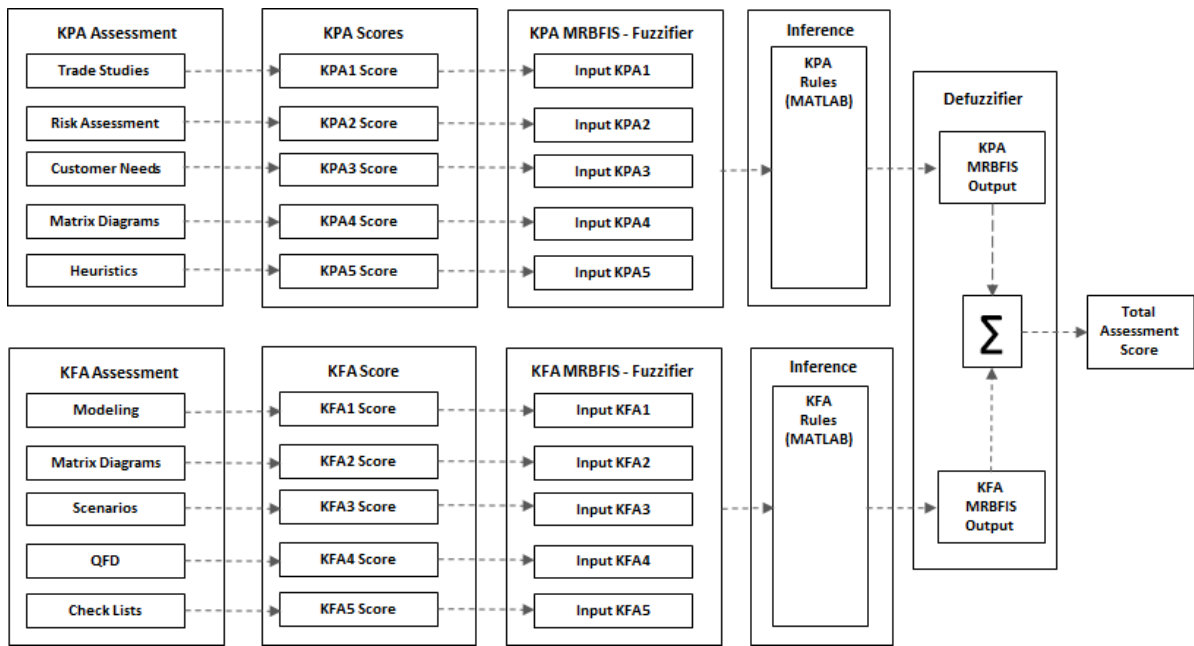 KPA Assessment
Trade Studies
Risk Assessment
Customer Needs
Matrix Diagrams
Heuristics
KPA Scores
KPA1 Score
KPA2 Score
KPA3 Score
KPA4 Score
KPA5 Score
KPA MRBFIS - Fuzzifier
Input KPA1
Input KPA2
Input KPA3
Input KPA4
Input KPA5
Inference
KPA
Rules
(MATLAB)
KFA Assessment
Modeling
Matrix Diagrams
Scenarios
QFD
Check Lists
KFA Score
KFA1 Score
KFA2 Score
KFA3 Score
KFA4 Score
KFA5 Score
KFA MRBFIS - Fuzzifier
Input KFA1
Input KFA2
Input KFA3
Input KFA4
Input KFA5
Inference
KFA
Rules
(MATLAB)
Defuzzifier
KPA
MRBFIS
Output
Σ
KFA
MRBFIS
Output
Total
Assessment
Score